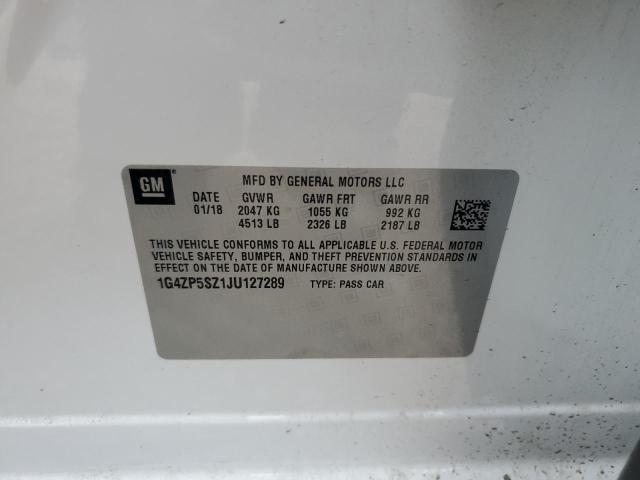 GM
MFD BY GENERAL MOTORS LLC
DATE GVWR GAWR FRT GAWR RR
01/18 2047 KG 1055 KG 992 KG
4513 LB 2326 LB 2187 LB
THIS VEHICLE CONFORMS TO ALL APPLICABLE U.S. FEDERAL MOTOR
VEHICLE SAFETY, BUMPER, AND THEFT PREVENTION STANDARDS IN
EFFECT ON THE DATE OF MANUFACTURE SHOWN ABOVE.
1G4ZP5SZ1JU127289 TYPE: PASS CAR